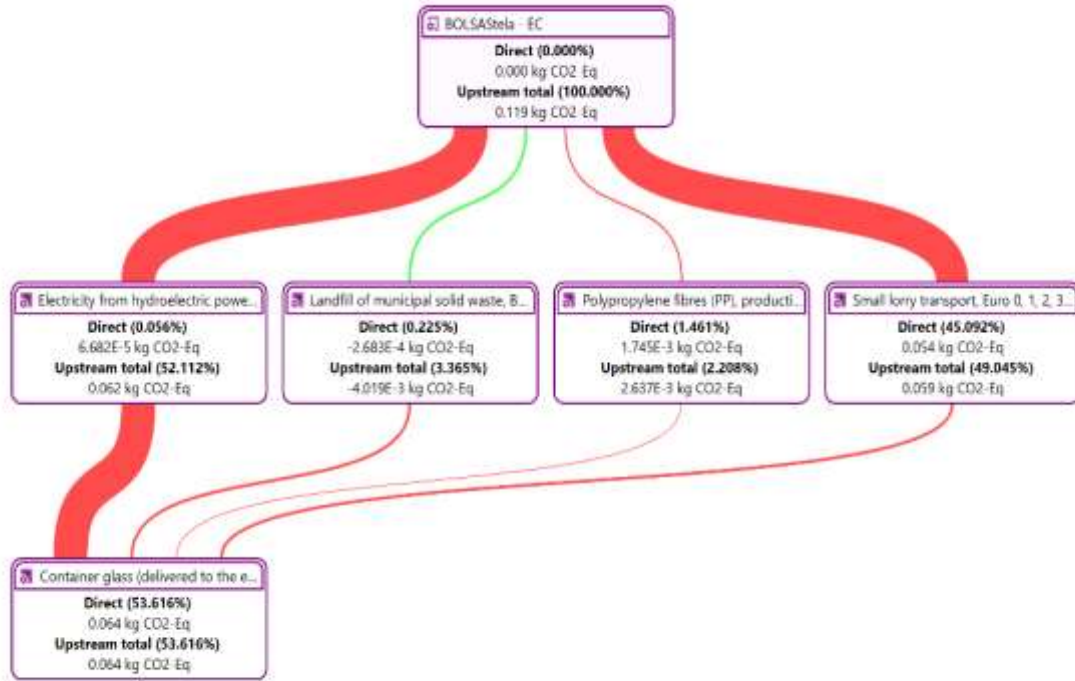 BOLSAStela - EC
Direct (0.000%)
0.000 kg CO2-Eq
Upstream total (100.000%)
0.119 kg CO2-Eq
Electricity from hydroelectric powe...
Direct (0.056%)
6.682E-5 kg CO2-Eq
Upstream total (52.112%)
0.062 kg CO2-Eq
Landfill of municipal solid waste, B...
Direct (0.225%)
-2.683E-4 kg CO2-Eq
Upstream total (3.365%)
-4.019E-3 kg CO2-Eq
Polypropylene fibres (PP), producti...
Direct (1.461%)
1.745E-3 kg CO2-Eq
Upstream total (2.208%)
2.637E-3 kg CO2-Eq
Small lorry transport, Euro 0, 1, 2, 3...
Direct (45.092%)
0.054 kg CO2-Eq
Upstream total (49.045%)
0.059 kg CO2-Eq
Container glass (delivered to the e...
Direct (53.616%)
0.064 kg CO2-Eq
Upstream total (53.616%)
0.064 kg CO2-Eq